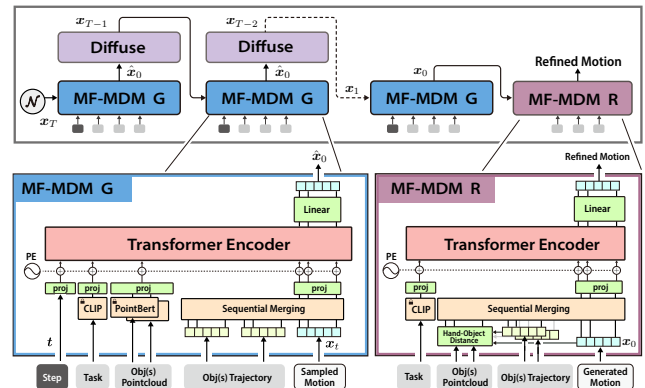 x_{T-1}
x_{T-2}
Diffuse
Diffuse
x̂_0
x̂_0
x_1
x_0
Refined Motion
𝒩
MF-MDM G
MF-MDM G
MF-MDM G
MF-MDM R
x_T
MF-MDM G
x̂_0
Linear
Transformer Encoder
PE
proj
proj
proj
proj
CLIP
PointBert
Sequential Merging
t
x_t
Step
Task
Obj(s)
Pointcloud
Obj(s) Trajectory
Sampled
Motion
MF-MDM R
Refined Motion
Linear
Transformer Encoder
PE
proj
proj
CLIP
Sequential Merging
Hand-Object
Distance
x_0
Task
Obj(s)
Pointcloud
Obj(s) Trajectory
Generated
Motion